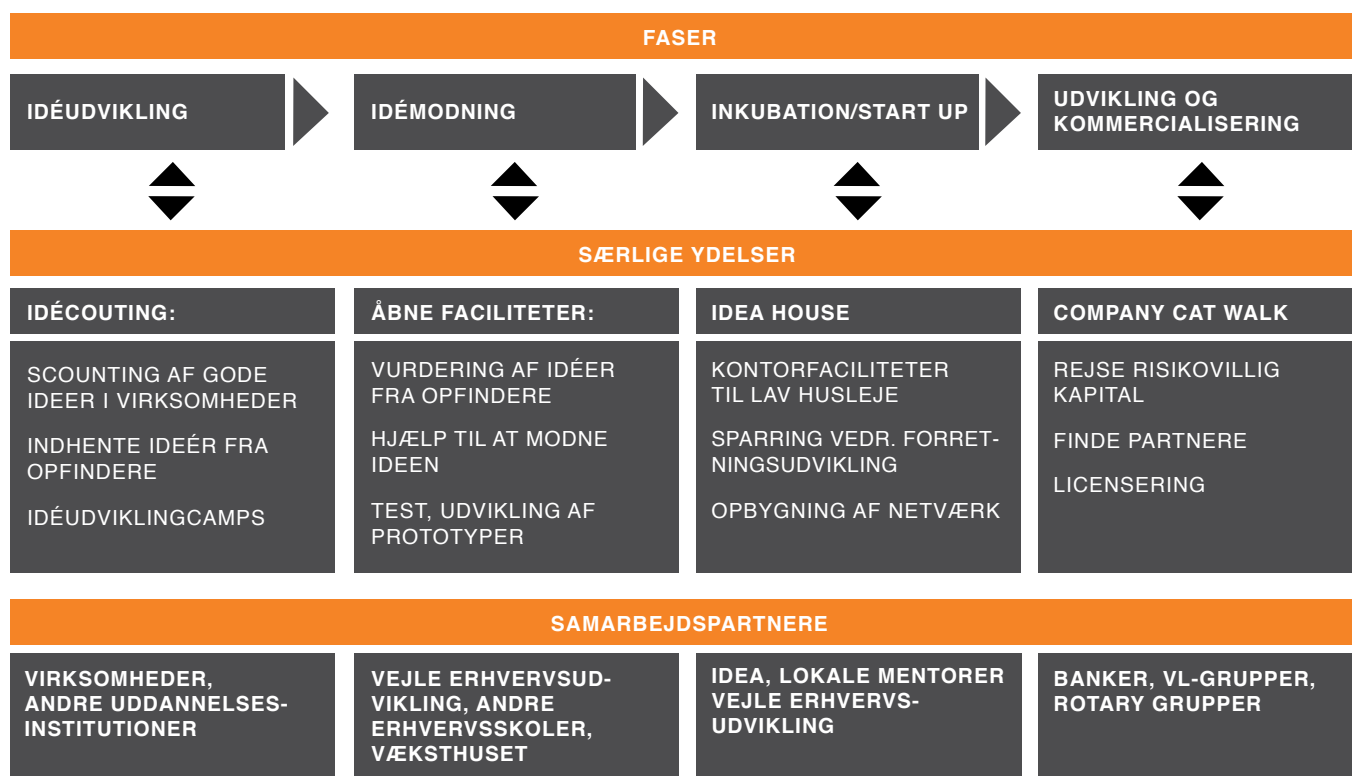 FASER
IDÉUDVIKLING
IDÉMODNING
INKUBATION/START UP
UDVIKLING OG
KOMMERCIALISERING
SÆRLIGE YDELSER
IDÉCOUTING:
SCOUNTING AF GODE
IDEER I VIRKSOMHEDER
INDHENTE IDEÉR FRA
OPFINDERE
IDÉUDVIKLINGCAMPS
ÅBNE FACILITETER:
VURDERING AF IDÉER
FRA OPFINDERE
HJÆLP TIL AT MODNE
IDEEN
TEST, UDVIKLING AF
PROTOTYPER
IDEA HOUSE
KONTORFACILITETER
TIL LAV HUSLEJE
SPARRING VEDR. FORRET-
NINGSUDVIKLING
OPBYGNING AF NETVÆRK
COMPANY CAT WALK
REJSE RISIKOVILLIG
KAPITAL
FINDE PARTNERE
LICENSERING
SAMARBEJDSPARTNERE
VIRKSOMHEDER,
ANDRE UDDANNELSES-
INSTITUTIONER
VEJLE ERHVERVSUD-
VIKLING, ANDRE
ERHVERVSSKOLER,
VÆKSTHUSET
IDEA, LOKALE MENTORER
VEJLE ERHVERVS-
UDVIKLING
BANKER, VL-GRUPPER,
ROTARY GRUPPER